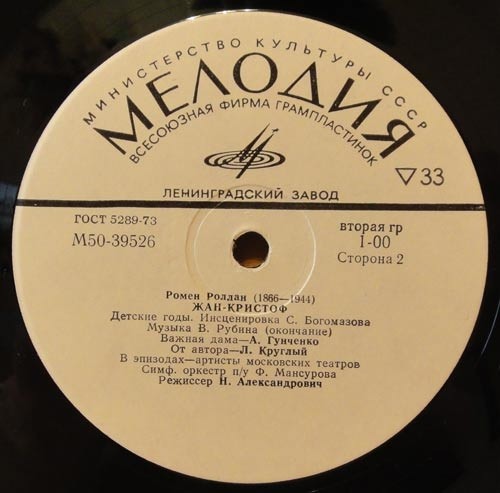 МИНИСТЕРСТВО КУЛЬТУРЫ СССР
МЕЛОДИЯ
ВСЕСОЮЗНАЯ ФИРМА ГРАМПЛАСТИНОК
ЛЕНИНГРАДСКИЙ ЗАВОД
▽33
ГОСТ 5289-73
М50-39526
вторая гр
1-00
Сторона 2
Ромен Роллан (1866—1944)
ЖАН-КРИСТОФ
Детские годы. Инсценировка С. Богомазова
Музыка В. Рубина (окончание)
Важная дама—А. Гунченко
От автора—Л. Круглый
В эпизодах—артисты московских театров
Симф. оркестр п/у Ф. Мансурова
Режиссер Н. Александрович